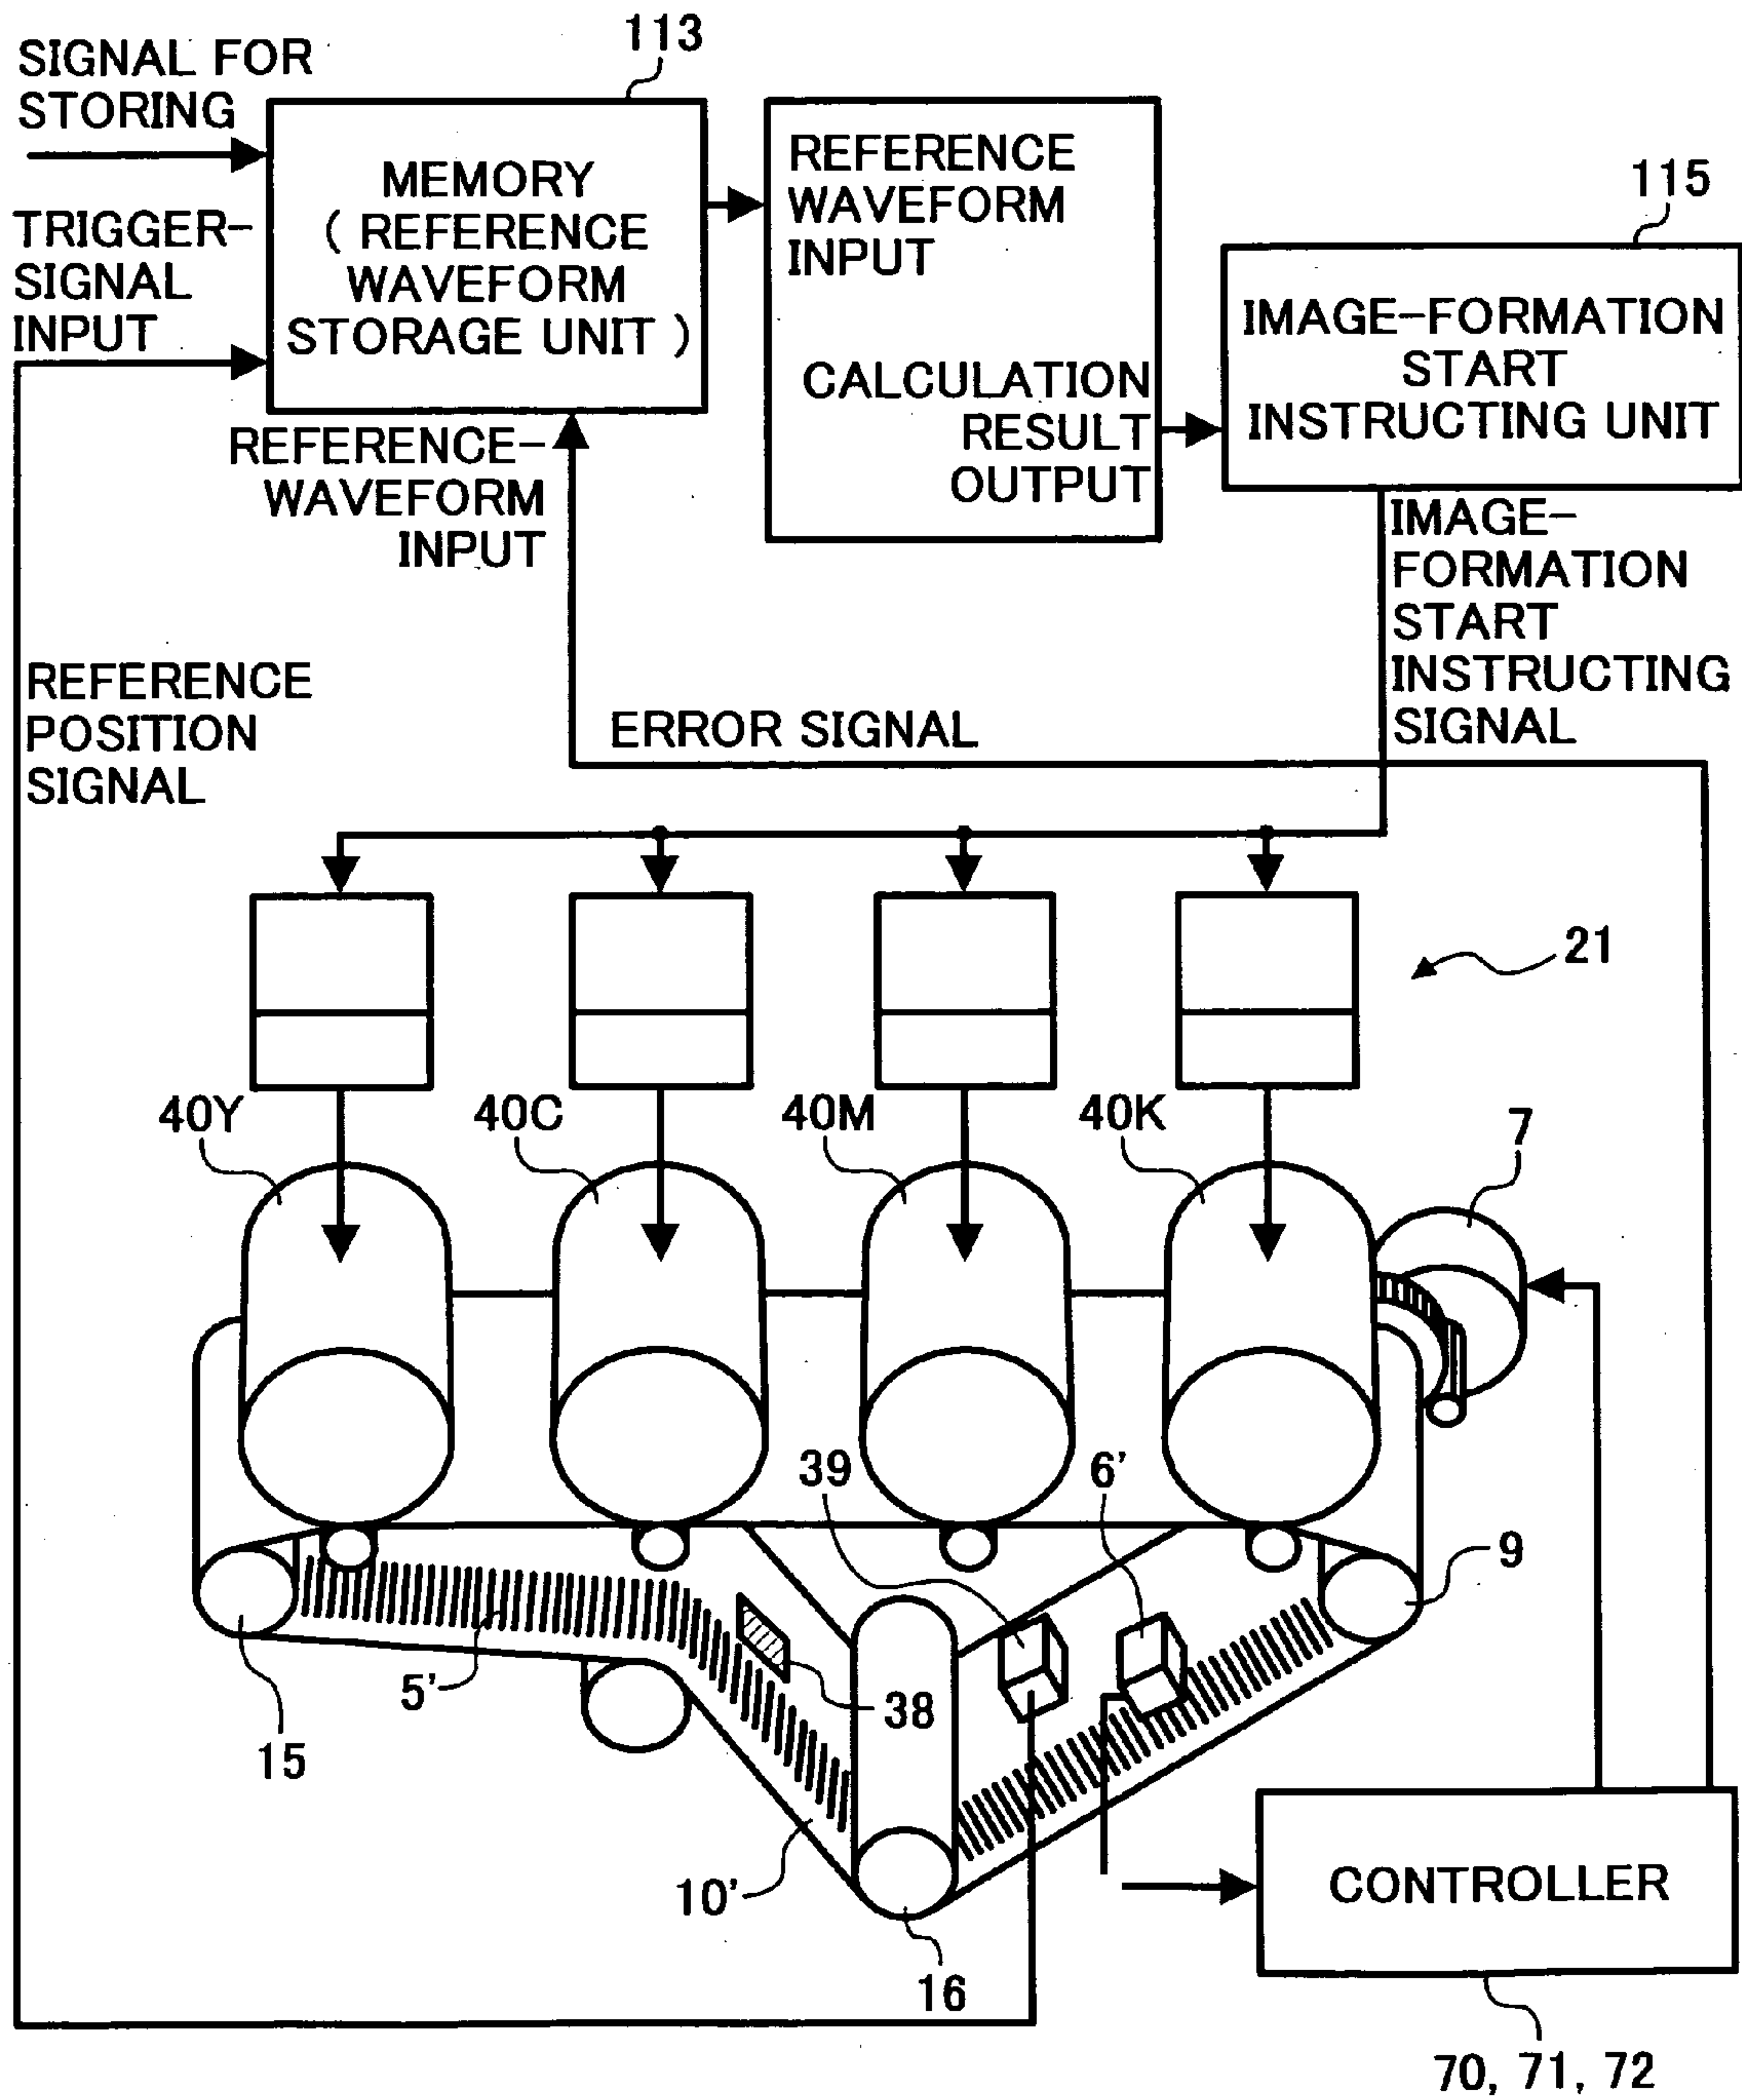 113
SIGNAL FOR
STORING
MEMORY
( REFERENCE
WAVEFORM
STORAGE UNIT )
REFERENCE
WAVEFORM
INPUT
115
TRIGGER-
SIGNAL
INPUT
IMAGE-FORMATION
START
INSTRUCTING UNIT
CALCULATION
RESULT
OUTPUT
REFERENCE-
WAVEFORM
INPUT
IMAGE-
FORMATION
START
INSTRUCTING
SIGNAL
REFERENCE
POSITION
SIGNAL
ERROR SIGNAL
21
40Y
40C
40M
40K
7
39
6'
9
5'
38
15
10'
16
CONTROLLER
70, 71, 72